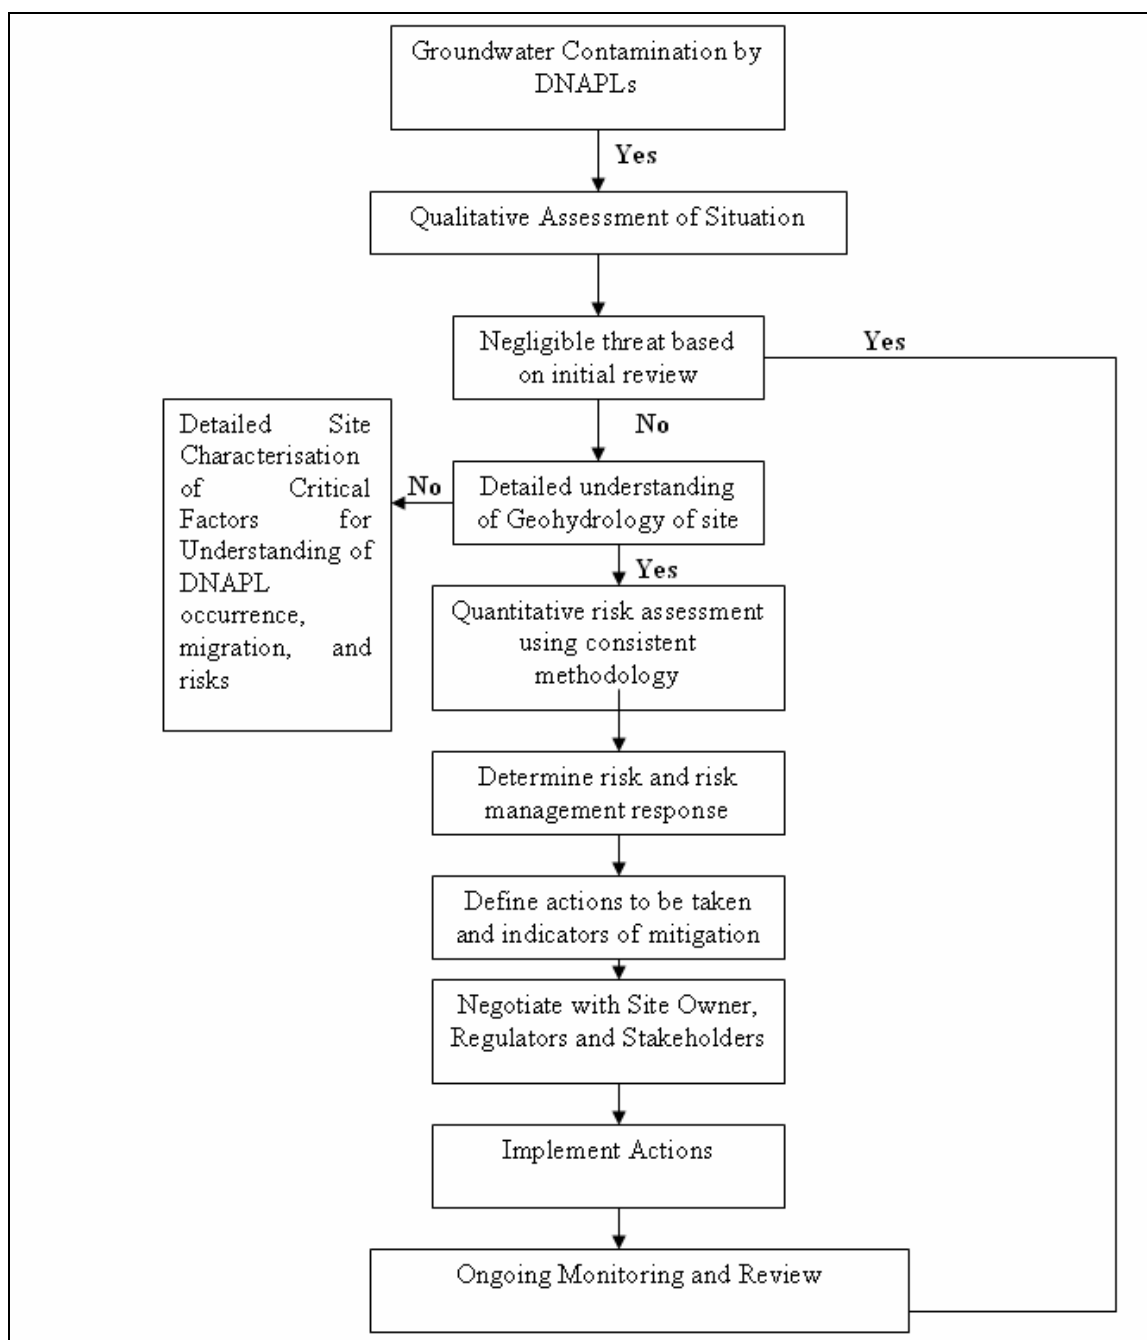 Groundwater Contamination by
DNAPLs
Yes
Qualitative Assessment of Situation
Negligible threat based
on initial review
Yes
No
Detailed Site
Characterisation
of Critical
Factors for
Understanding of
DNAPL
occurrence,
migration, and
risks
No
Detailed understanding
of Geohydrology of site
Yes
Quantitative risk assessment
using consistent
methodology
Determine risk and risk
management response
Define actions to be taken
and indicators of mitigation
Negotiate with Site Owner,
Regulators and Stakeholders
Implement Actions
Ongoing Monitoring and Review